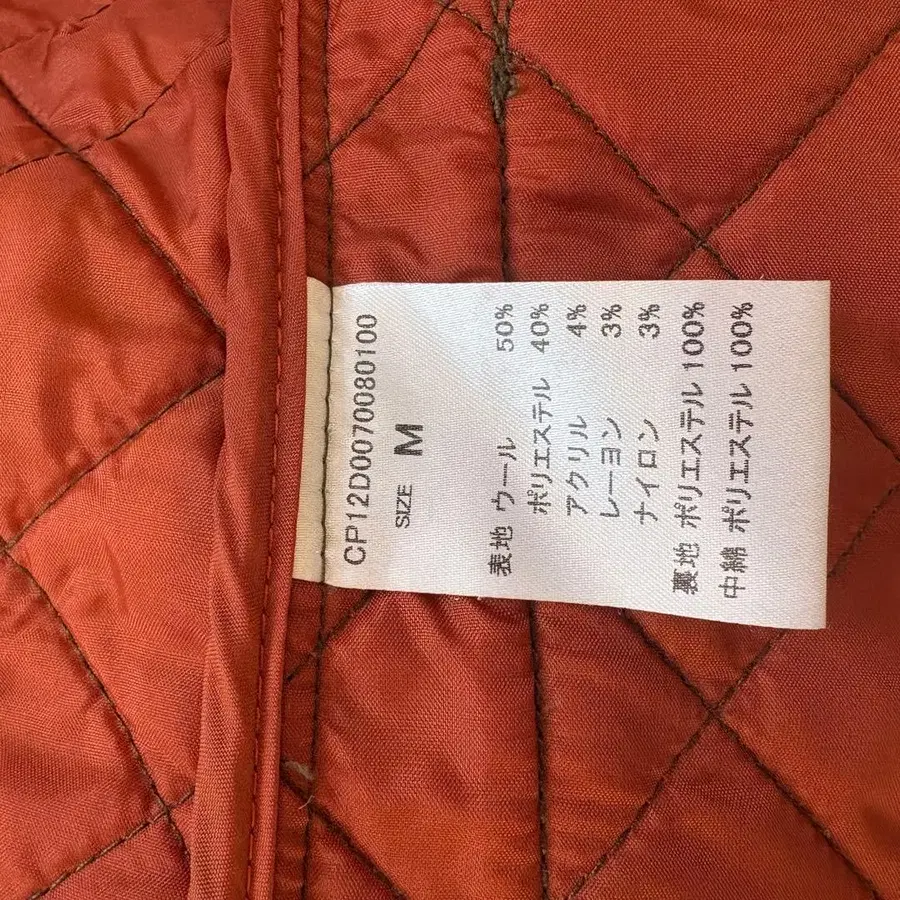 CP12D0070080100
SIZE M
表地 ウール 50%
ポリエステル 40%
アクリル 4%
レーヨン 3%
ナイロン 3%
裏地 ポリエステル 100%
中綿 ポリエステル 100%